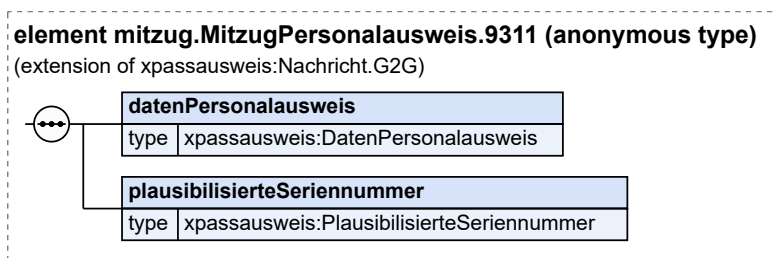 element mitzug.MitzugPersonalausweis.9311 (anonymous type)
(extension of xpassausweis:Nachricht.G2G)
datenPersonalausweis
type xpassausweis:DatenPersonalausweis
plausibilisierteSeriennummer
type xpassausweis:PlausibilisierteSeriennummer